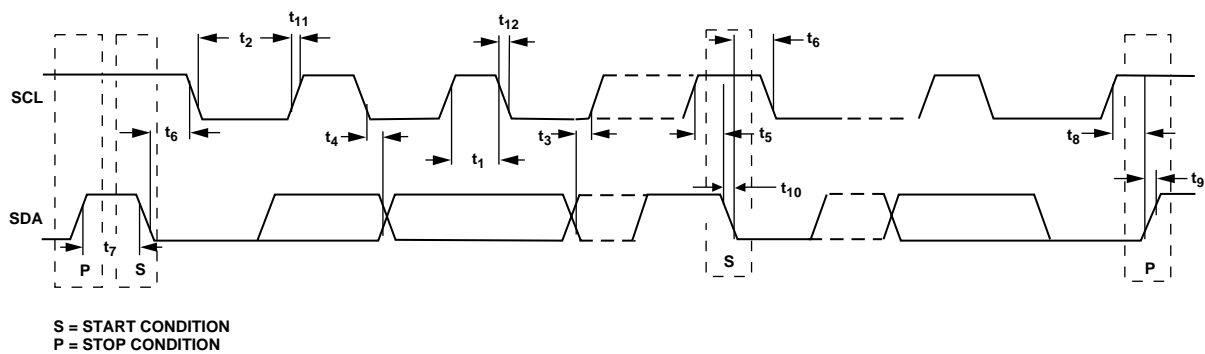 t11
t12
t2
t6
SCL
t6
t4
t3
t5
t8
t1
t9
t10
SDA
t7
P
S
S
P
S = START CONDITION
P = STOP CONDITION